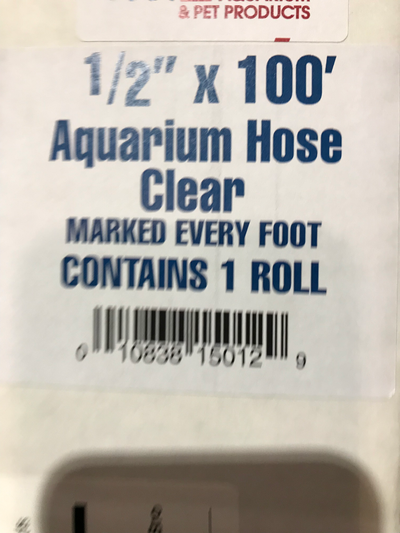 & PET PRODUCTS
1/2" x 100'
Aquarium Hose
Clear
MARKED EVERY FOOT
CONTAINS 1 ROLL
0 10838 15012 9